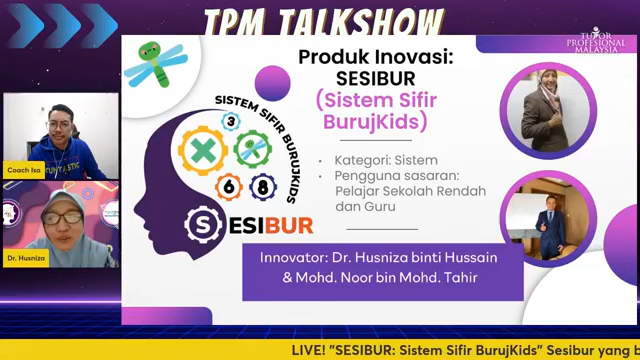 TPM TALKSHOW
TUTOR
PROFESIONAL
MALAYSIA
Produk Inovasi:
SESIBUR
(Sistem Sifir
BurujKids)
SISTEM SIFIR BURUJKIDS
3
6
8
SESIBUR
• Kategori: Sistem
• Pengguna sasaran:
Pelajar Sekolah Rendah
dan Guru
Innovator: Dr. Husniza binti Hussain
& Mohd. Noor bin Mohd. Tahir
Coach Isa
Dr. Husniza
LIVE! "SESIBUR: Sistem Sifir BurujKids" Sesibur yang b